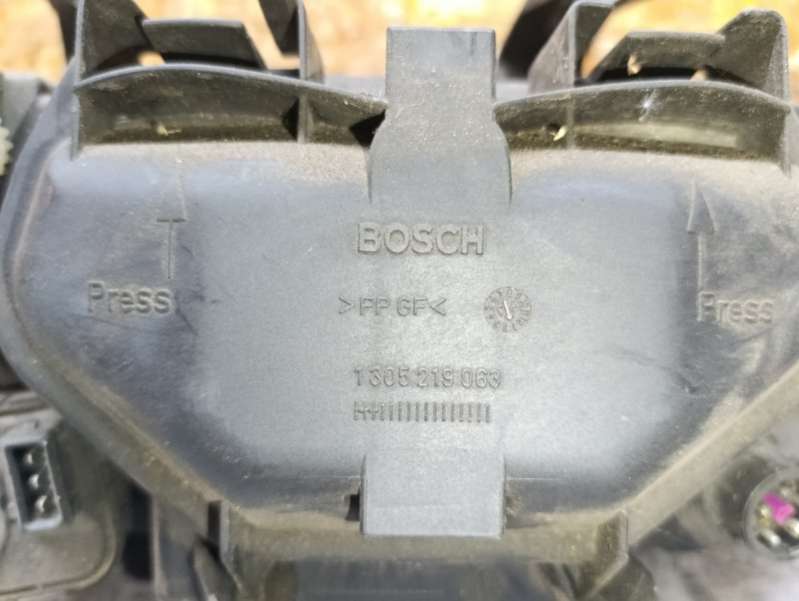 BOSCH
Press
>PP GF<
Press
1 305 219 063